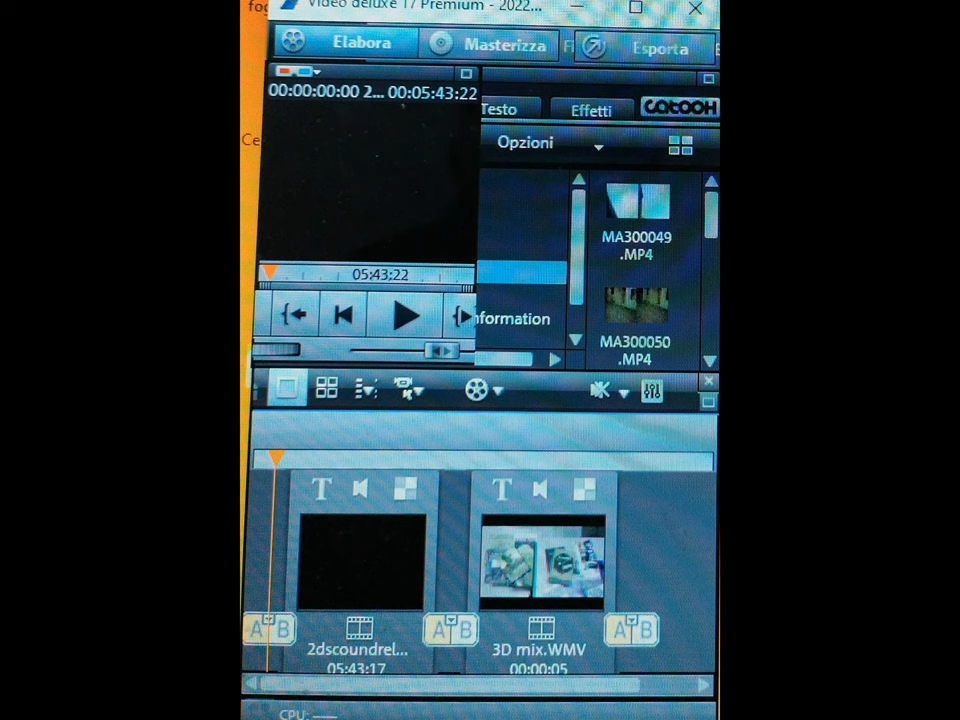 Video deluxe 17 Premium - 2022...
Elabora
Masterizza
Esporta
00:00:00:00 2... 00:05:43:22
Testo
Effetti
CATOOH
Opzioni
MA300049
.MP4
05:43;22
nformation
MA300050
.MP4
T
T
A B
A B
A B
2dscoundrel...
3D mix.WMV
05:43:17
00:00:05
CPU: —